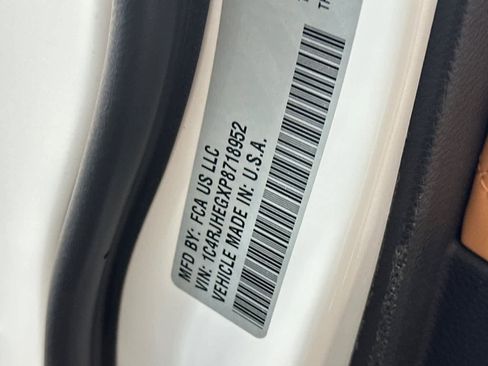 MFD BY: FCA US LLC
VIN: 1C4RJHEGXP8718952
VEHICLE MADE IN: U.S.A.